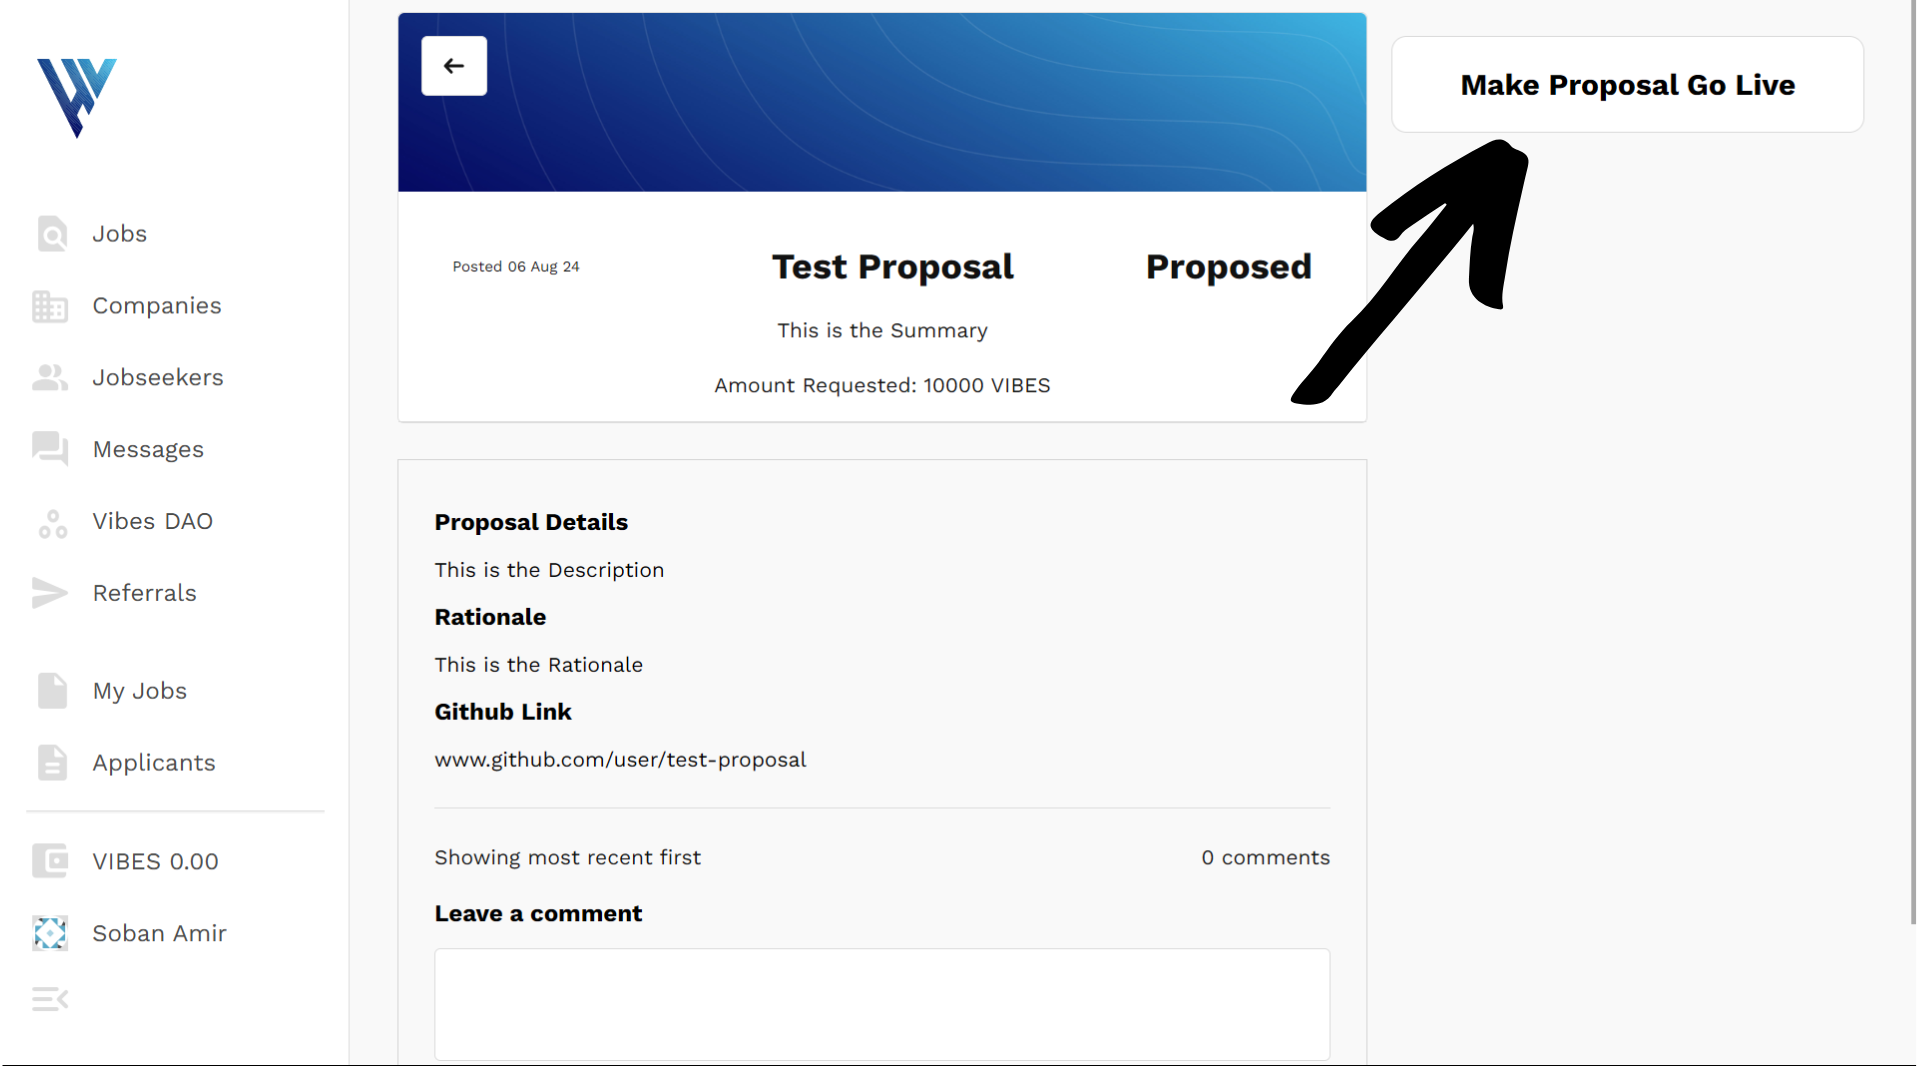 Jobs
Companies
Jobseekers
Messages
Vibes DAO
Referrals
My Jobs
Applicants
VIBES 0.00
Soban Amir
Posted 06 Aug 24
Test Proposal
Proposed
This is the Summary
Amount Requested: 10000 VIBES
Make Proposal Go Live
Proposal Details
This is the Description
Rationale
This is the Rationale
Github Link
www.github.com/user/test-proposal
Showing most recent first
0 comments
Leave a comment